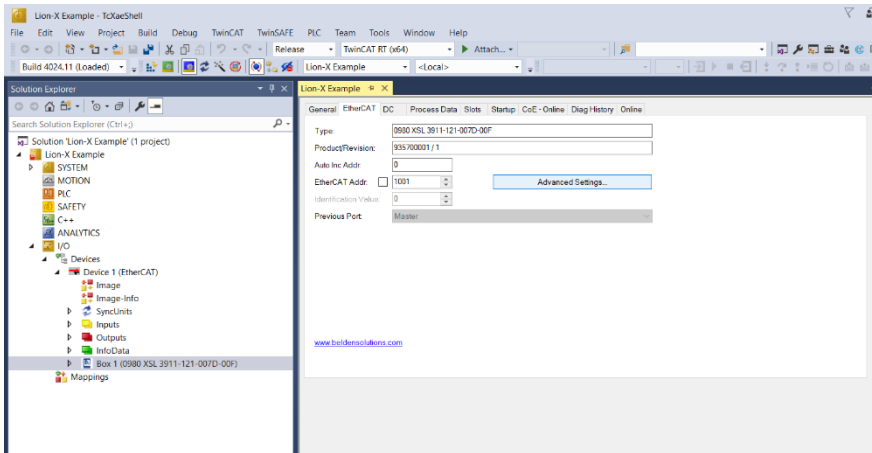 Lion-X Example - TcXaeShell
File Edit View Project Build Debug TwinCAT TwinSAFE PLC Team Tools Window Help
Release TwinCAT RT (x64) Attach...
Build 4024.11 (Loaded) Lion-X Example <Local>
Solution Explorer
Search Solution Explorer (Ctrl+;)
Solution 'Lion-X Example' (1 project)
Lion-X Example
SYSTEM
MOTION
PLC
SAFETY
C++
ANALYTICS
I/O
Devices
Device 1 (EtherCAT)
Image
Image-Info
SyncUnits
Inputs
Outputs
InfoData
Box 1 (0980 XSL 3911-121-007D-00F)
Mappings
Lion-X Example
General EtherCAT DC Process Data Slots Startup CoE - Online Diag History Online
Type: 0980 XSL 3911-121-007D-00F
Product/Revision: 935700001 / 1
Auto Inc Addr: 0
EtherCAT Addr: 1001 Advanced Settings...
Identification Value: 0
Previous Port: Master
www.beldensolutions.com